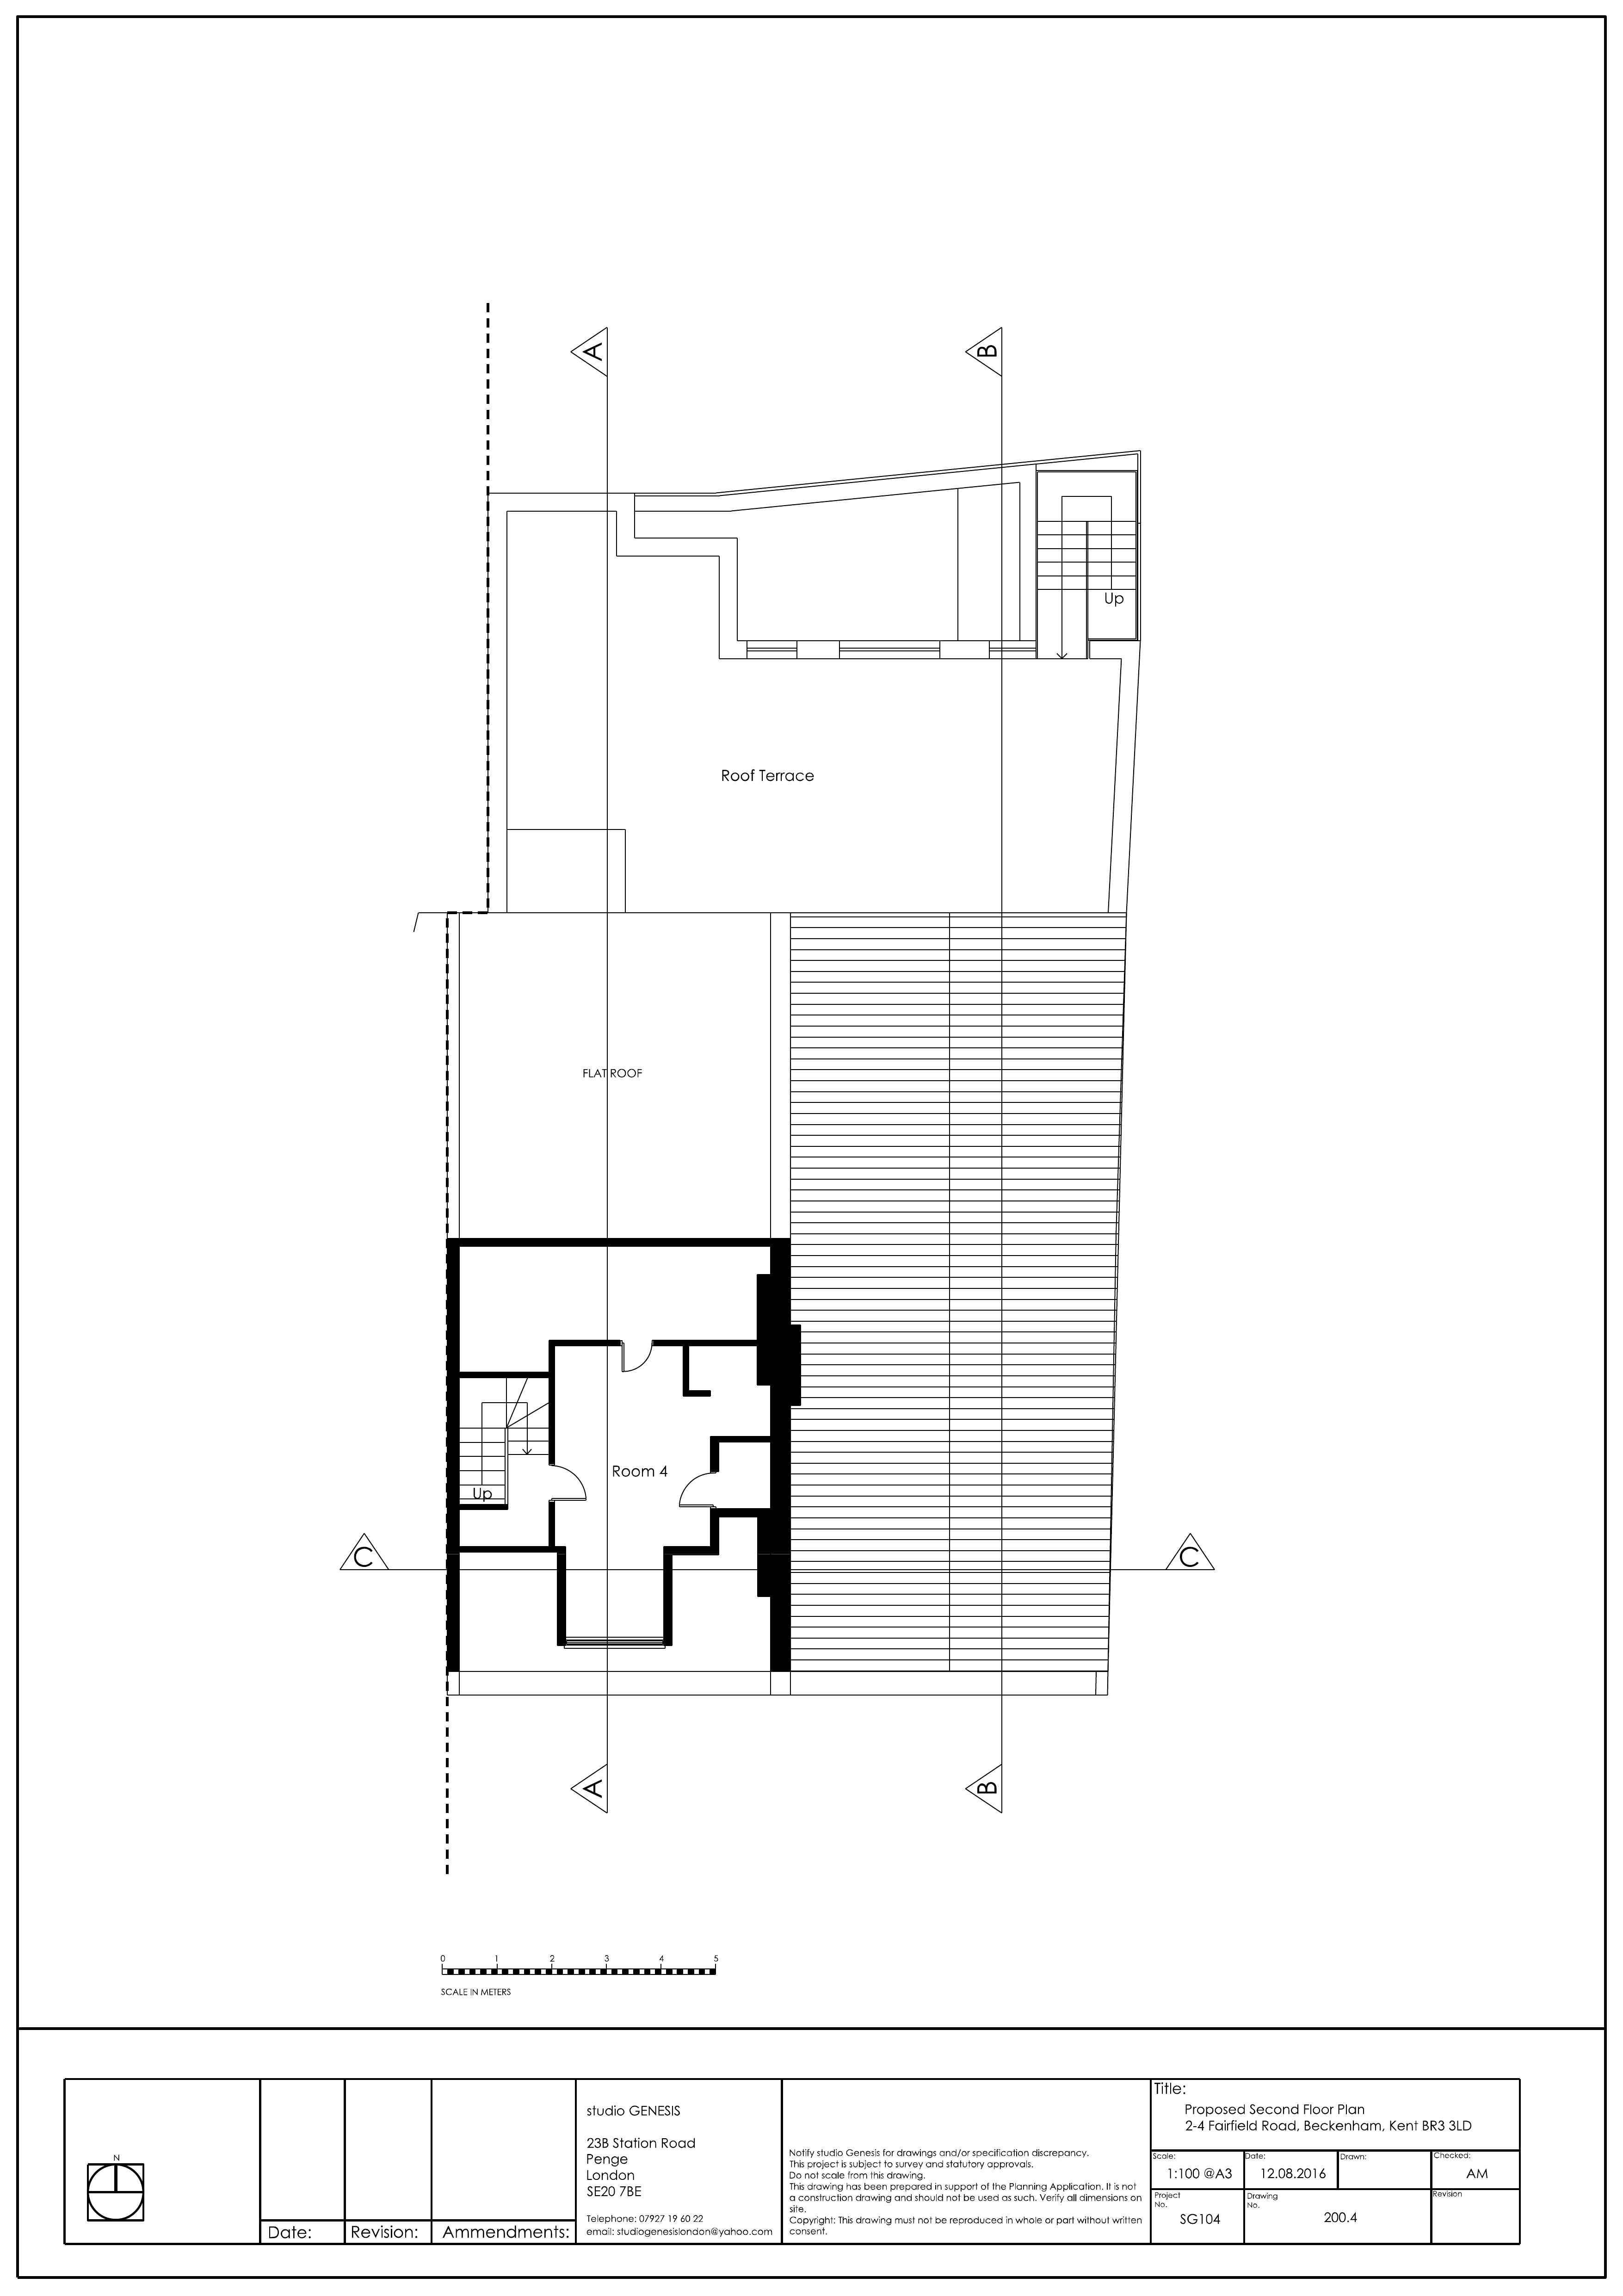 A
B
Up
Roof Terrace
FLAT ROOF
Room 4
Up
C
C
A
B
0 1 2 3 4 5
SCALE IN METERS
N
Date:
Revision:
Ammendments:
studio GENESIS
23B Station Road
Penge
London
SE20 7BE
Telephone: 07927 19 60 22
email: studiogenesislondon@yahoo.com
Notify studio Genesis for drawings and/or specification discrepancy.
This project is subject to survey and statutory approvals.
Do not scale from this drawing.
This drawing has been prepared in support of the Planning Application. It is not
a construction drawing and should not be used as such. Verify all dimensions on
site.
Copyright: This drawing must not be reproduced in whole or part without written
consent.
Title:
Proposed Second Floor Plan
2-4 Fairfield Road, Beckenham, Kent BR3 3LD
Scale:
1:100 @A3
Date:
12.08.2016
Drawn:
Checked:
AM
Project
No.
SG104
Drawing
No.
200.4
Revision